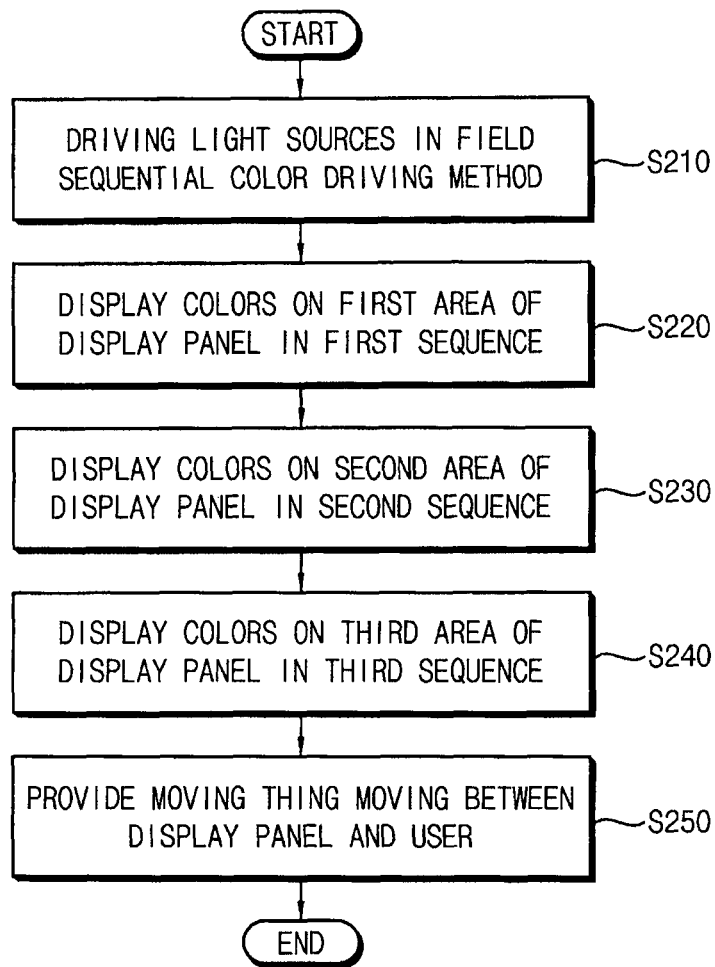 START
DRIVING LIGHT SOURCES IN FIELD
SEQUENTIAL COLOR DRIVING METHOD
S210
DISPLAY COLORS ON FIRST AREA OF
DISPLAY PANEL IN FIRST SEQUENCE
S220
DISPLAY COLORS ON SECOND AREA OF
DISPLAY PANEL IN SECOND SEQUENCE
S230
DISPLAY COLORS ON THIRD AREA OF
DISPLAY PANEL IN THIRD SEQUENCE
S240
PROVIDE MOVING THING MOVING BETWEEN
DISPLAY PANEL AND USER
S250
END